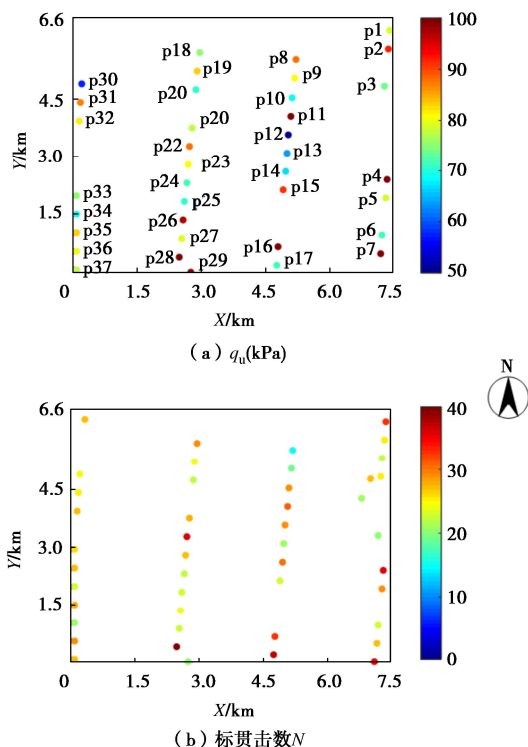 6.6
4.5
3.0
1.5
0
3.0
4.5
6.0
7.5
Y/km
X/km
p1
p2
p3
p4
p5
p6
p7
p8
p9
p10
p11
p12
p13
p14
p15
p16
p17
p18
p19
p20
p20
p22
p23
p24
p25
p26
p27
p28
p29
p30
p31
p32
p33
p34
p35
p36
p37
100
90
80
70
60
50
(a) qu(kPa)
N
6.6
4.5
3.0
1.5
0
1.5
3.0
4.5
6.0
7.5
Y/km
X/km
40
30
20
10
0
(b) 标贯击数N